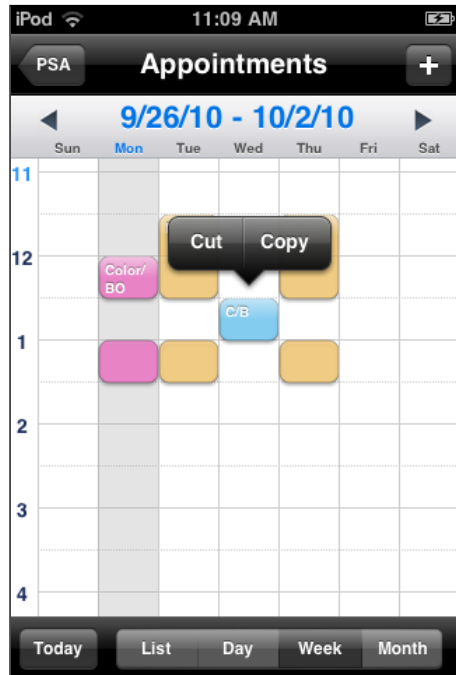 iPod 11:09 AM
PSA Appointments +
9/26/10 - 10/2/10
Sun Mon Tue Wed Thu Fri Sat
11
Cut Copy
12
Color/
BO
C/B
1
2
3
4
Today List Day Week Month